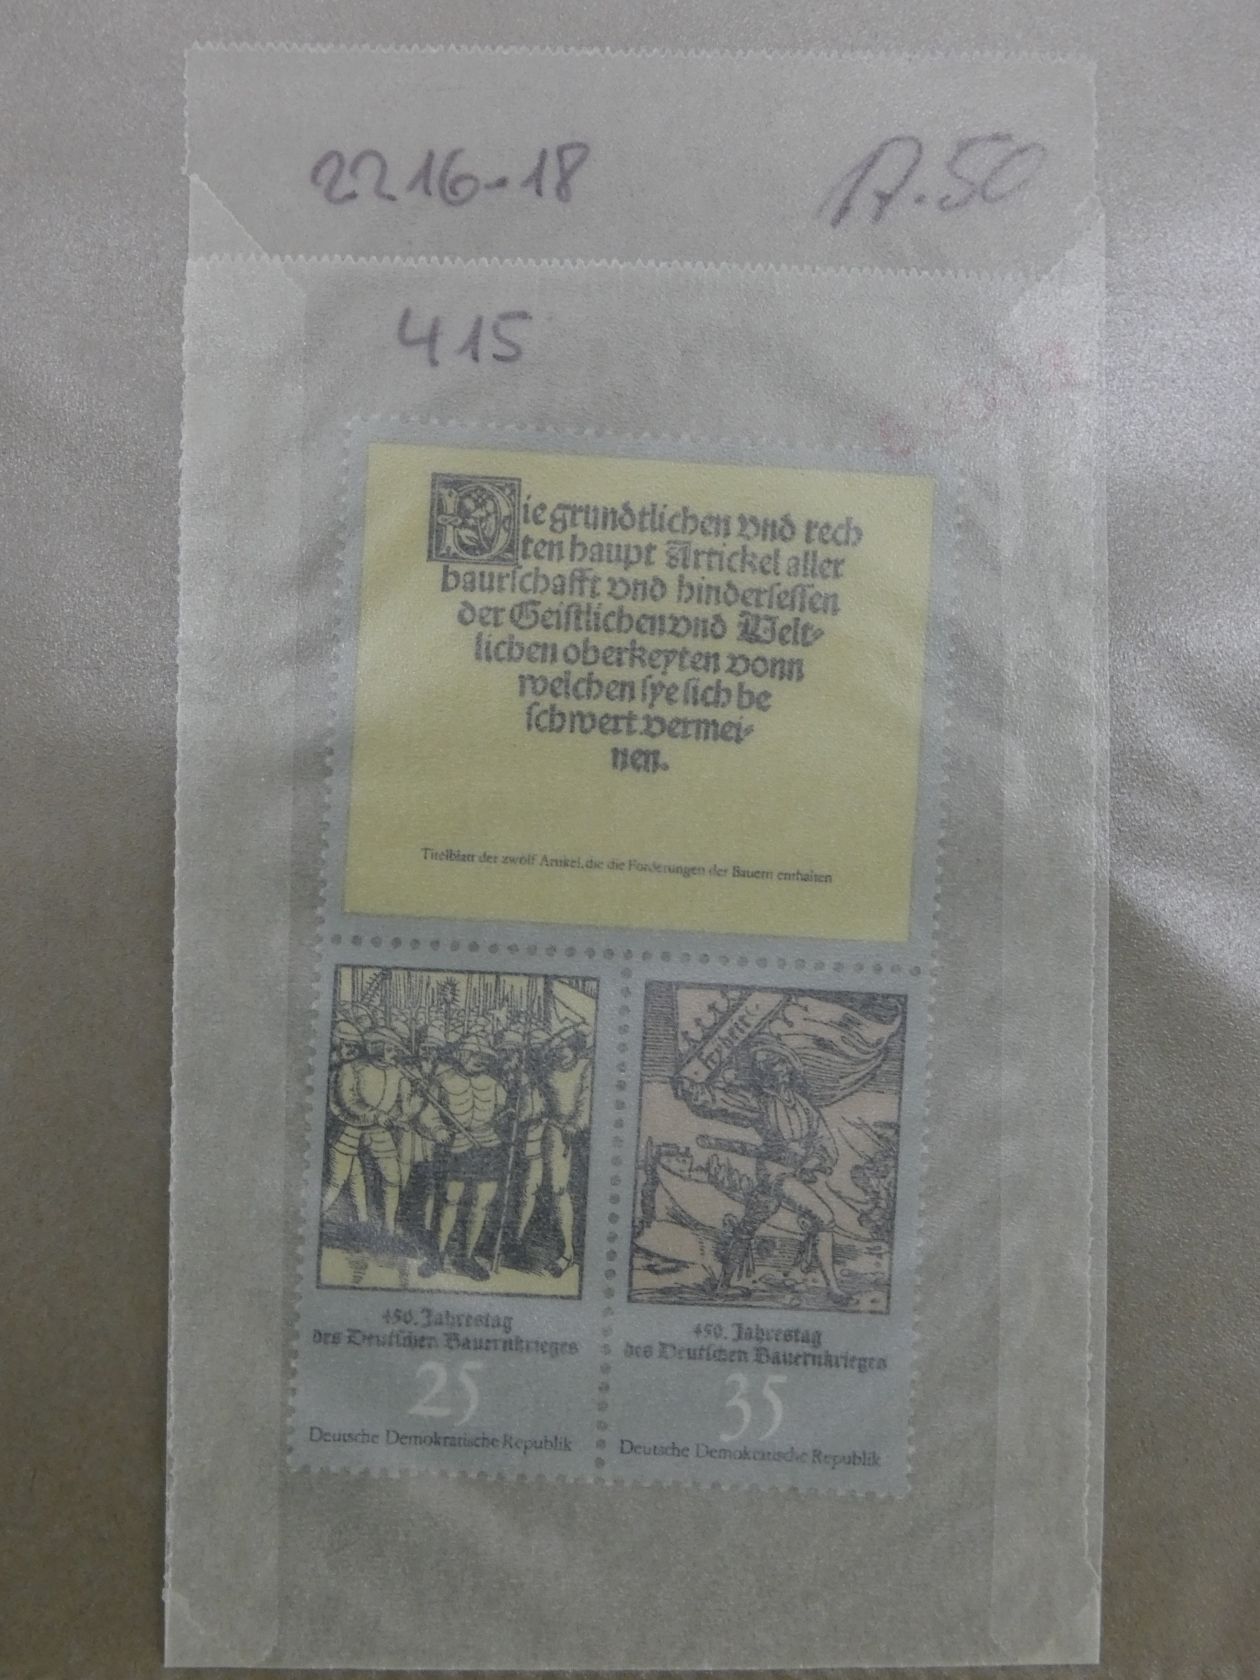 2216-18
17.50
415
Die grundtlichen vnd rech
ten haupt Artickel aller
baurschafft vnd hindersessen
der Geistlichen vnd Welt-
lichen oberkeyten vonn
welchen sye sich be
schwert vermei-
nen.
Titelblatt der zwölf Artikel, die die Forderungen der Bauern enthalten
450. Jahrestag
des Deutschen Bauernkrieges
25
Deutsche Demokratische Republik
450. Jahrestag
des Deutschen Bauernkrieges
35
Deutsche Demokratische Republik